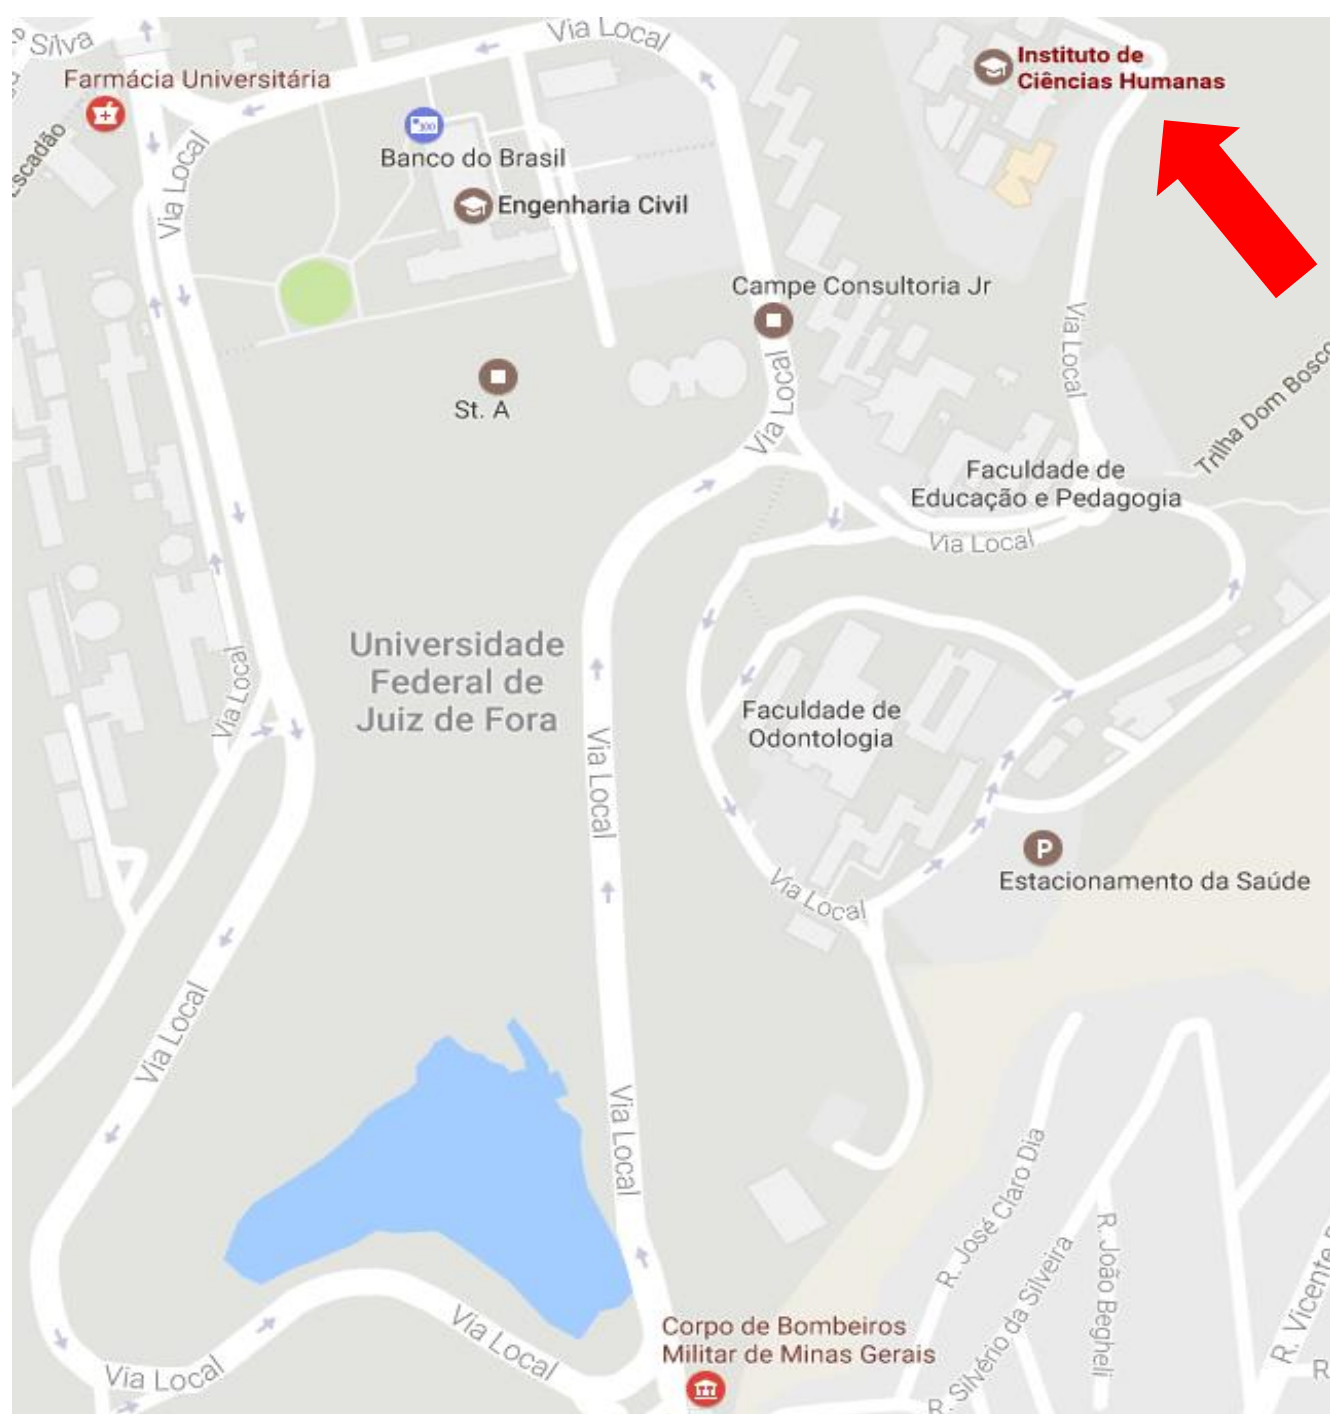 Silva
Via Local
Instituto de
Ciências Humanas
Farmácia Universitária
Banco do Brasil
Engenharia Civil
Via Local
Campe Consultoria Jr
Via Local
Trilha Dom Bosco
St. A
Via Local
Faculdade de
Educação e Pedagogia
Via Local
Universidade
Federal de
Juiz de Fora
Via Local
Faculdade de
Odontologia
Via Local
P
Estacionamento da Saúde
Via Local
Via Local
Via Local
R. José Claro Dia
R. João Begheli
R. Silvério da Silveira
R. Vicente
Corpo de Bombeiros
Militar de Minas Gerais
Via Local
Via Local
R